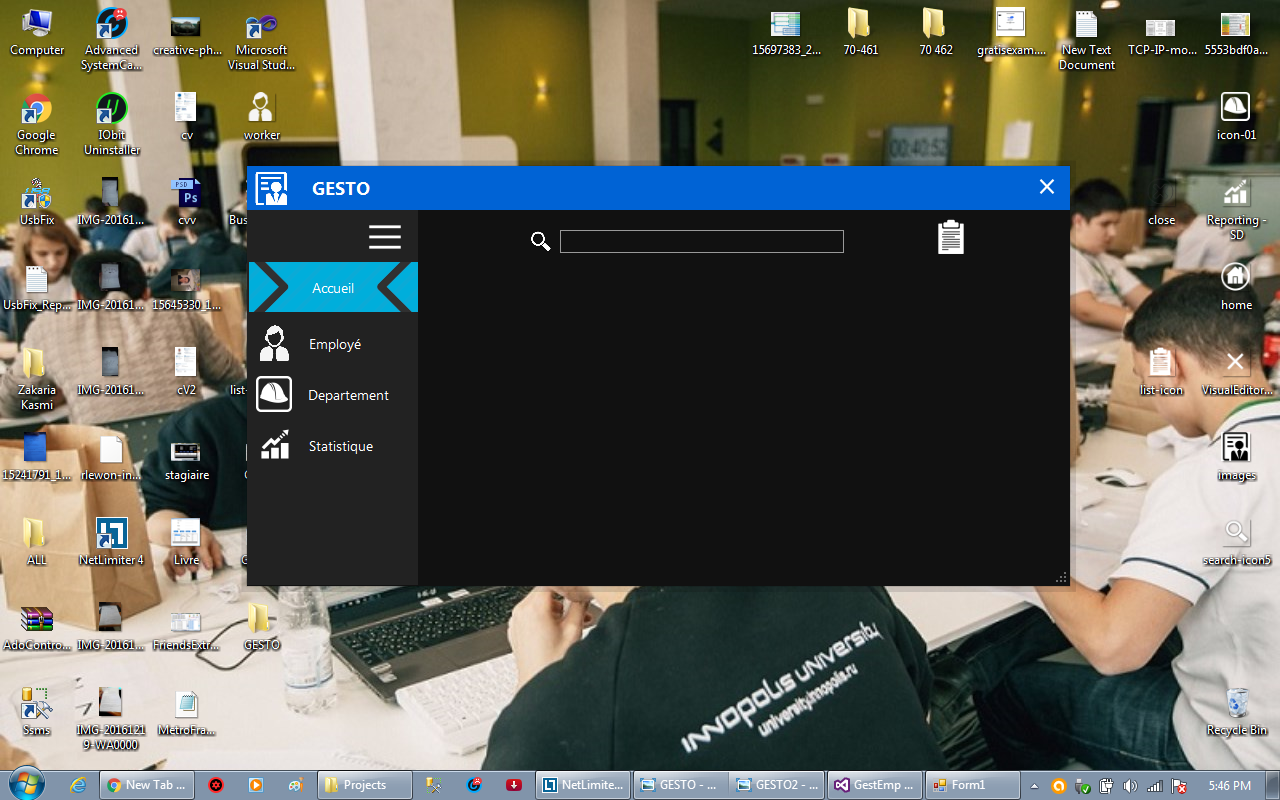 Computer
Advanced
SystemCa...
creative-ph...
Microsoft
Visual Stud...
15697383_2...
70-461
70 462
gratisexam....
New Text
Document
TCP-IP-mo...
5553bdf0a...
Google
Chrome
IObit
Uninstaller
cv
worker
icon-01
00:40:52
UsbFix
IMG-20161...
cvv
Bus
close
Reporting -
SD
GESTO
Accueil
Employé
Departement
Statistique
UsbFix_Rep...
IMG-20161...
15645330_1...
home
Zakaria
Kasmi
IMG-20161...
cV2
list-
list-icon
VisualEditor...
15241791_1...
rlewon-in...
stagiaire
images
ALL
NetLimiter 4
Livre
search-icon5
AdoContro...
IMG-20161...
FriendsExtr...
GESTO
Ssms
IMG-2016121
9-WA0000
MetroFra...
Recycle Bin
INNOPOLIS UNIVERSITY
university.innopolis.ru
New Tab ...
Projects
NetLimite...
GESTO - ...
GESTO2 - ...
GestEmp ...
Form1
5:46 PM